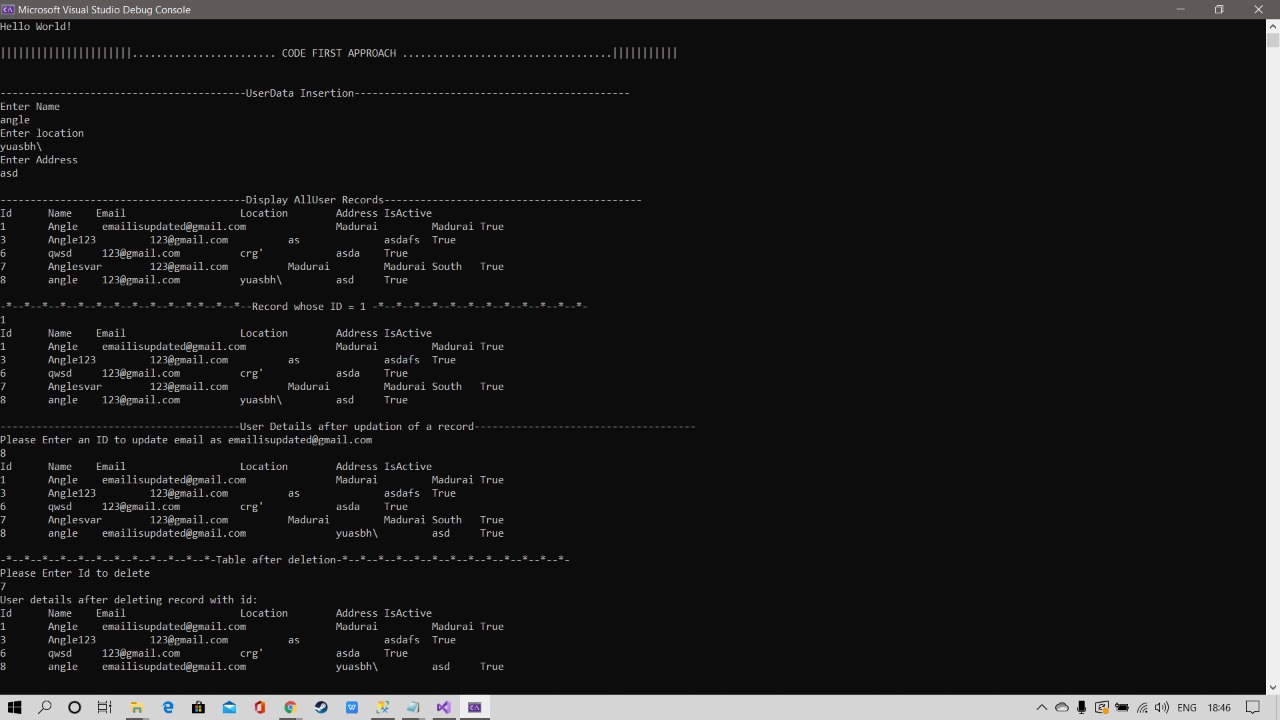 Microsoft Visual Studio Debug Console
Hello World!
||||||||||||||||||||||........................ CODE FIRST APPROACH ...................................|||||||||||
-----------------------------------------UserData Insertion----------------------------------------------
Enter Name
angle
Enter location
yuasbh\
Enter Address
asd
-----------------------------------------Display AllUser Records-------------------------------------------
Id Name Email Location Address IsActive
1 Angle emailisupdated@gmail.com Madurai Madurai True
3 Angle123 123@gmail.com as asdafs True
6 qwsd 123@gmail.com crg' asda True
7 Anglesvar 123@gmail.com Madurai Madurai South True
8 angle 123@gmail.com yuasbh\ asd True
-*--*--*--*--*--*--*--*--*--*--*--*--*--*--Record whose ID = 1 -*--*--*--*--*--*--*--*--*--*--*--*-
1
Id Name Email Location Address IsActive
1 Angle emailisupdated@gmail.com Madurai Madurai True
3 Angle123 123@gmail.com as asdafs True
6 qwsd 123@gmail.com crg' asda True
7 Anglesvar 123@gmail.com Madurai Madurai South True
8 angle 123@gmail.com yuasbh\ asd True
----------------------------------------User Details after updation of a record-------------------------------------
Please Enter an ID to update email as emailisupdated@gmail.com
8
Id Name Email Location Address IsActive
1 Angle emailisupdated@gmail.com Madurai Madurai True
3 Angle123 123@gmail.com as asdafs True
6 qwsd 123@gmail.com crg' asda True
7 Anglesvar 123@gmail.com Madurai Madurai South True
8 angle emailisupdated@gmail.com yuasbh\ asd True
-*--*--*--*--*--*--*--*--*--*--*--*-Table after deletion-*--*--*--*--*--*--*--*--*--*--*--*--*-
Please Enter Id to delete
7
User details after deleting record with id:
Id Name Email Location Address IsActive
1 Angle emailisupdated@gmail.com Madurai Madurai True
3 Angle123 123@gmail.com as asdafs True
6 qwsd 123@gmail.com crg' asda True
8 angle emailisupdated@gmail.com yuasbh\ asd True
ENG 18:46